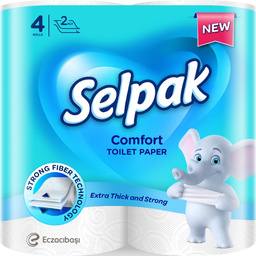 4
ROLLS
2
NEW
Selpak
Comfort
TOILET PAPER
STRONG FIBER TECHNOLOGY
Extra Thick and Strong
Eczacıbaşı